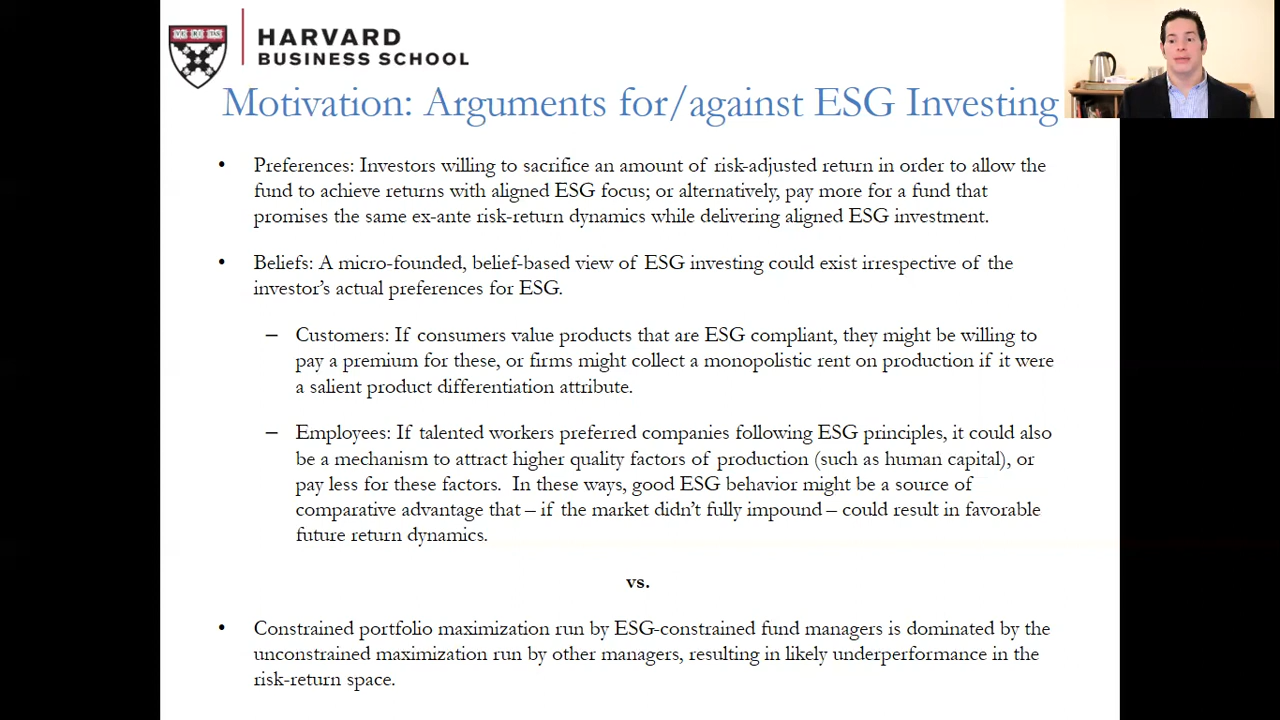 VE RI TAS
HARVARD
BUSINESS SCHOOL
Motivation: Arguments for/against ESG Investing
• Preferences: Investors willing to sacrifice an amount of risk-adjusted return in order to allow the
fund to achieve returns with aligned ESG focus; or alternatively, pay more for a fund that
promises the same ex-ante risk-return dynamics while delivering aligned ESG investment.
• Beliefs: A micro-founded, belief-based view of ESG investing could exist irrespective of the
investor’s actual preferences for ESG.
– Customers: If consumers value products that are ESG compliant, they might be willing to
pay a premium for these, or firms might collect a monopolistic rent on production if it were
a salient product differentiation attribute.
– Employees: If talented workers preferred companies following ESG principles, it could also
be a mechanism to attract higher quality factors of production (such as human capital), or
pay less for these factors. In these ways, good ESG behavior might be a source of
comparative advantage that – if the market didn’t fully impound – could result in favorable
future return dynamics.
vs.
• Constrained portfolio maximization run by ESG-constrained fund managers is dominated by the
unconstrained maximization run by other managers, resulting in likely underperformance in the
risk-return space.